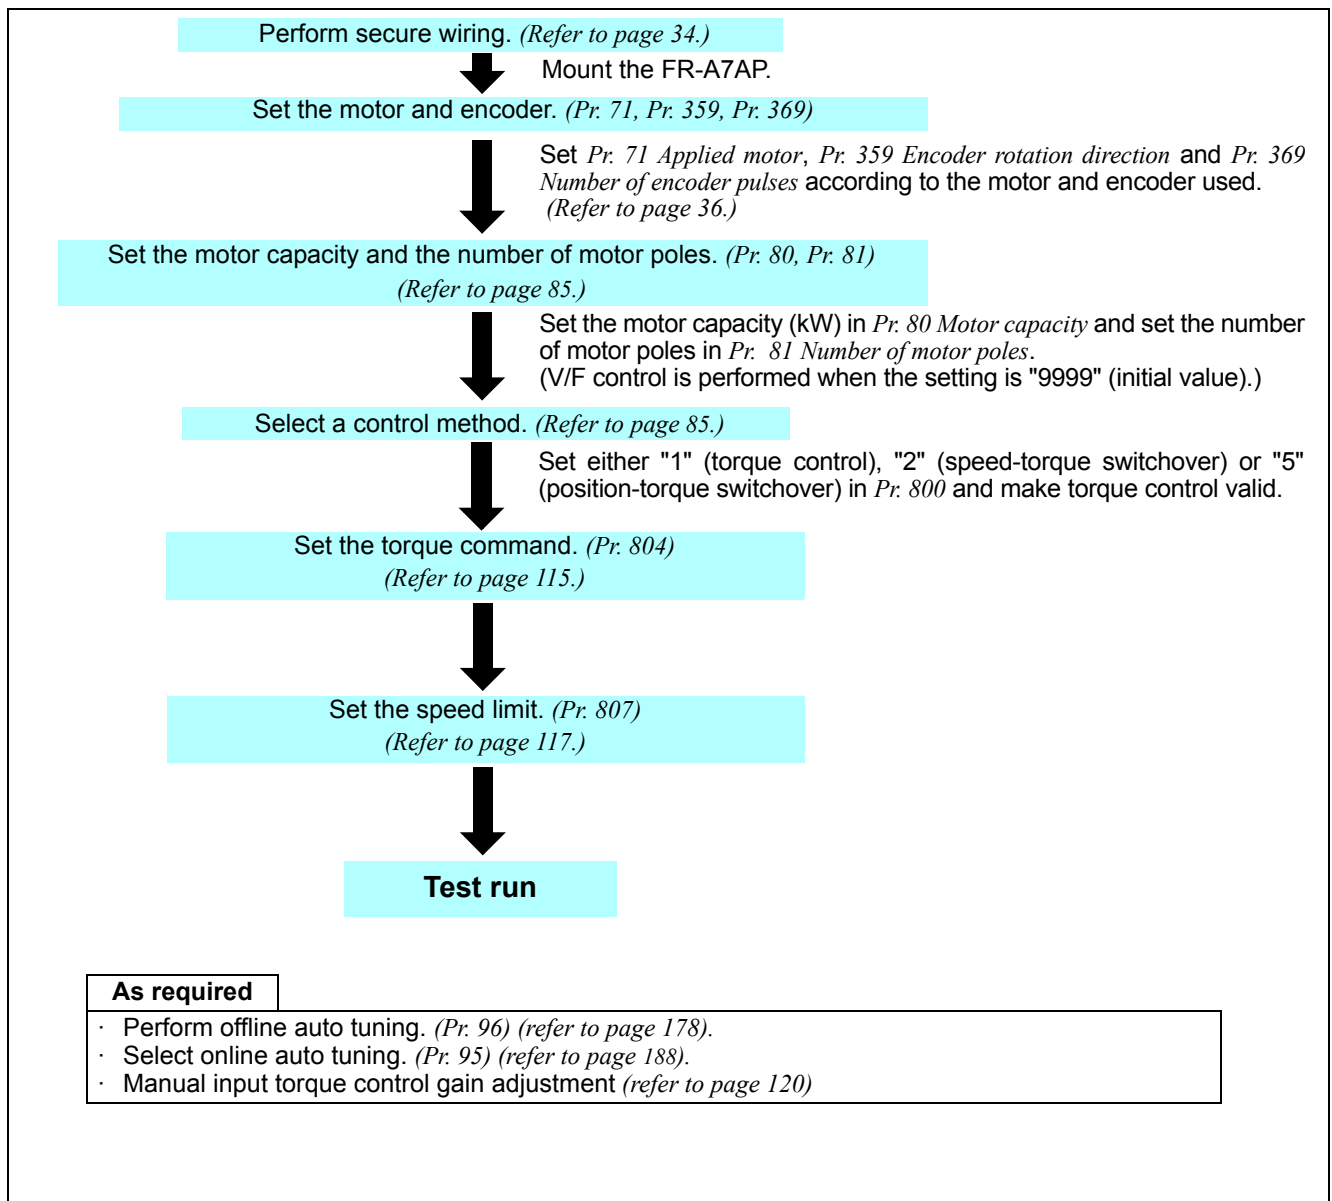 Perform secure wiring. (Refer to page 34.)
Mount the FR-A7AP.
Set the motor and encoder. (Pr. 71, Pr. 359, Pr. 369)
Set Pr. 71 Applied motor, Pr. 359 Encoder rotation direction and Pr. 369
Number of encoder pulses according to the motor and encoder used.
(Refer to page 36.)
Set the motor capacity and the number of motor poles. (Pr. 80, Pr. 81)
(Refer to page 85.)
Set the motor capacity (kW) in Pr. 80 Motor capacity and set the number
of motor poles in Pr. 81 Number of motor poles.
(V/F control is performed when the setting is "9999" (initial value).)
Select a control method. (Refer to page 85.)
Set either "1" (torque control), "2" (speed-torque switchover) or "5"
(position-torque switchover) in Pr. 800 and make torque control valid.
Set the torque command. (Pr. 804)
(Refer to page 115.)
Set the speed limit. (Pr. 807)
(Refer to page 117.)
Test run
As required
· Perform offline auto tuning. (Pr. 96) (refer to page 178).
· Select online auto tuning. (Pr. 95) (refer to page 188).
· Manual input torque control gain adjustment (refer to page 120)